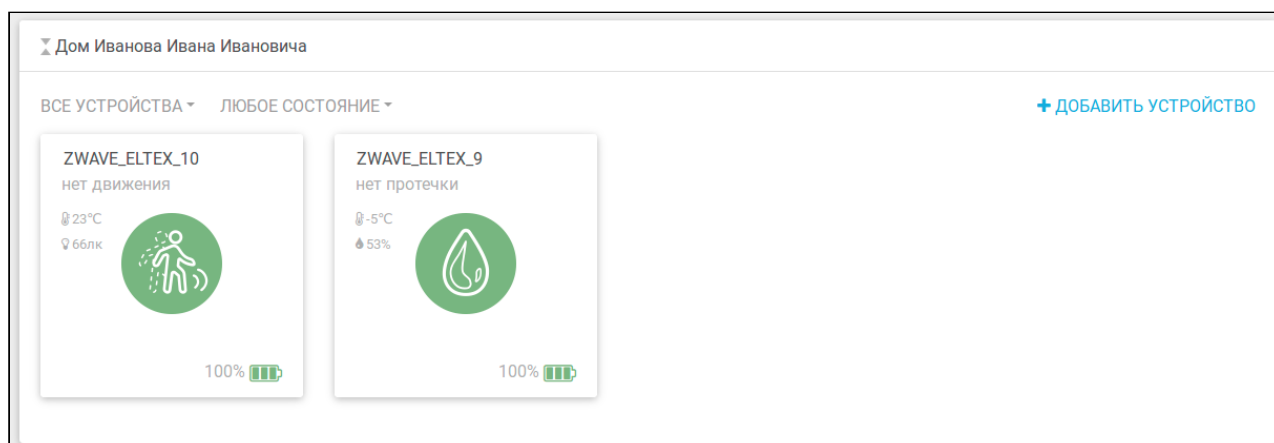 Дом Иванова Ивана Ивановича
ВСЕ УСТРОЙСТВА ЛЮБОЕ СОСТОЯНИЕ + ДОБАВИТЬ УСТРОЙСТВО
ZWAVE_ELTEX_10
нет движения
23°C
66лк
100%
ZWAVE_ELTEX_9
нет протечки
-5°C
53%
100%